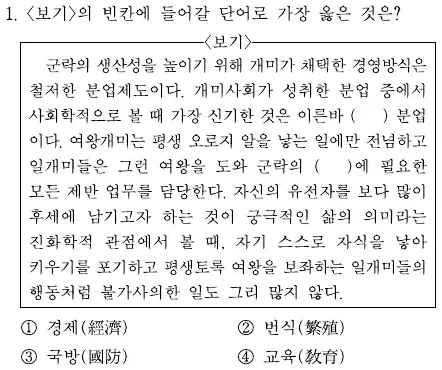 1. 〈보기〉의 빈칸에 들어갈 단어로 가장 옳은 것은?
〈보기〉
군락의 생산성을 높이기 위해 개미가 채택한 경영방식은
철저한 분업제도이다. 개미사회가 성취한 분업 중에서
사회학적으로 볼 때 가장 신기한 것은 이른바 (  ) 분업
이다. 여왕개미는 평생 오로지 알을 낳는 일에만 전념하고
일개미들은 그런 여왕을 도와 군락의 (  )에 필요한
모든 제반 업무를 담당한다. 자신의 유전자를 보다 많이
후세에 남기고자 하는 것이 궁극적인 삶의 의미라는
진화학적 관점에서 볼 때, 자기 스스로 자식을 낳아
키우기를 포기하고 평생토록 여왕을 보좌하는 일개미들의
행동처럼 불가사의한 일도 그리 많지 않다.
① 경제(經濟) ② 번식(繁殖)
③ 국방(國防) ④ 교육(敎育)